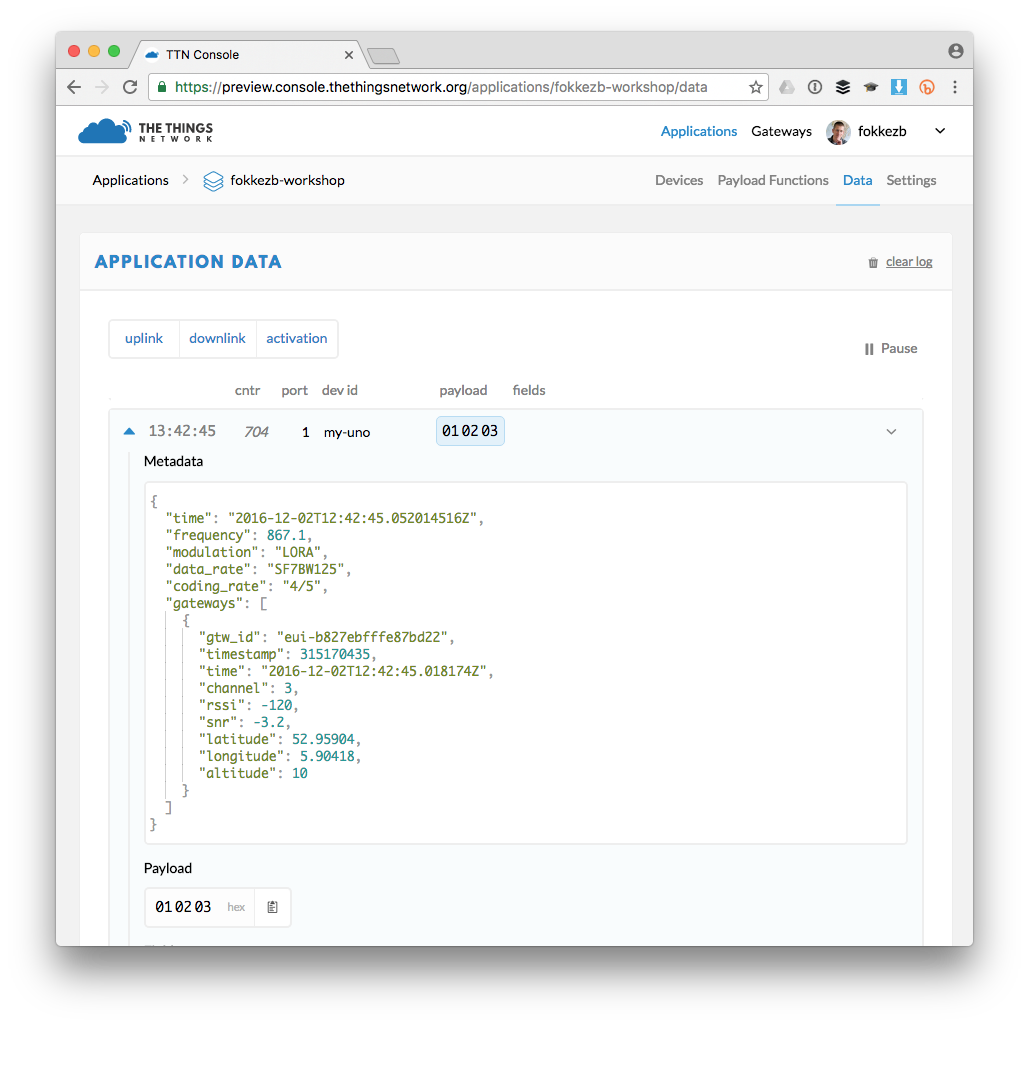 TTN Console
https://preview.console.thethingsnetwork.org/applications/fokkezb-workshop/data
THE THINGS
NETWORK
Applications Gateways fokkezb
Applications fokkezb-workshop Devices Payload Functions Data Settings
APPLICATION DATA clear log
uplink downlink activation
Pause
cntr port dev id payload fields
13:42:45 704 1 my-uno 01 02 03
Metadata
{
"time": "2016-12-02T12:42:45.052014516Z",
"frequency": 867.1,
"modulation": "LORA",
"data_rate": "SF7BW125",
"coding_rate": "4/5",
"gateways": [
{
"gtw_id": "eui-b827ebfffe87bd22",
"timestamp": 315170435,
"time": "2016-12-02T12:42:45.018174Z",
"channel": 3,
"rssi": -120,
"snr": -3.2,
"latitude": 52.95904,
"longitude": 5.90418,
"altitude": 10
}
]
}
Payload
01 02 03 hex